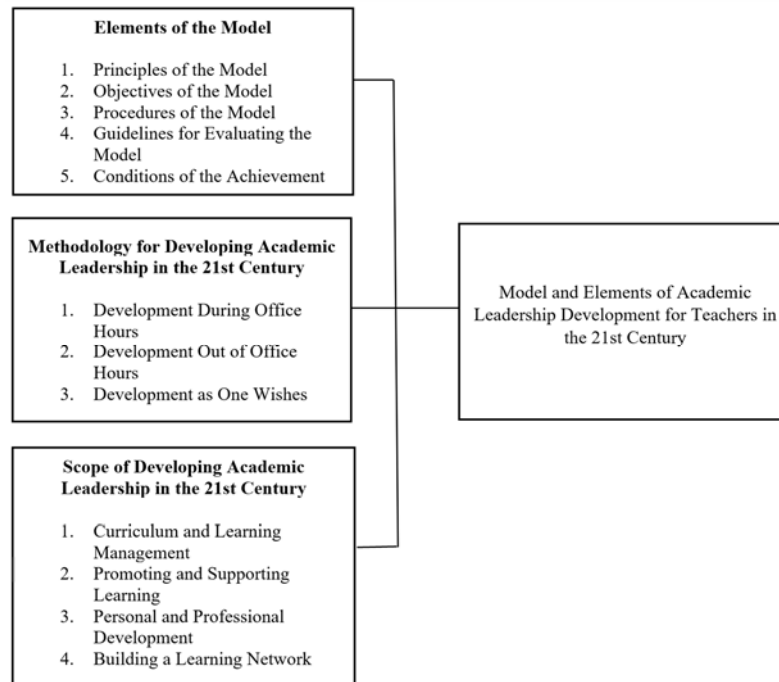 Elements of the Model
1. Principles of the Model
2. Objectives of the Model
3. Procedures of the Model
4. Guidelines for Evaluating the
Model
5. Conditions of the Achievement
Methodology for Developing Academic
Leadership in the 21st Century
1. Development During Office
Hours
2. Development Out of Office
Hours
3. Development as One Wishes
Scope of Developing Academic
Leadership in the 21st Century
1. Curriculum and Learning
Management
2. Promoting and Supporting
Learning
3. Personal and Professional
Development
4. Building a Learning Network
Model and Elements of Academic
Leadership Development for Teachers in
the 21st Century